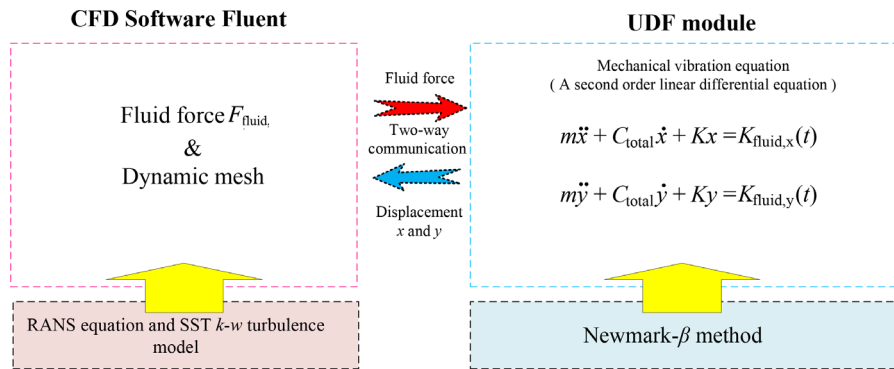 CFD Software Fluent
Fluid force F_fluid,
&
Dynamic mesh
RANS equation and SST k-w turbulence
model
Fluid force
Two-way
communication
Displacement
x and y
UDF module
Mechanical vibration equation
( A second order linear differential equation )
mẍ + C_total ẋ + Kx = K_fluid,x(t)
mÿ + C_total ẏ + Ky = K_fluid,y(t)
Newmark-β method